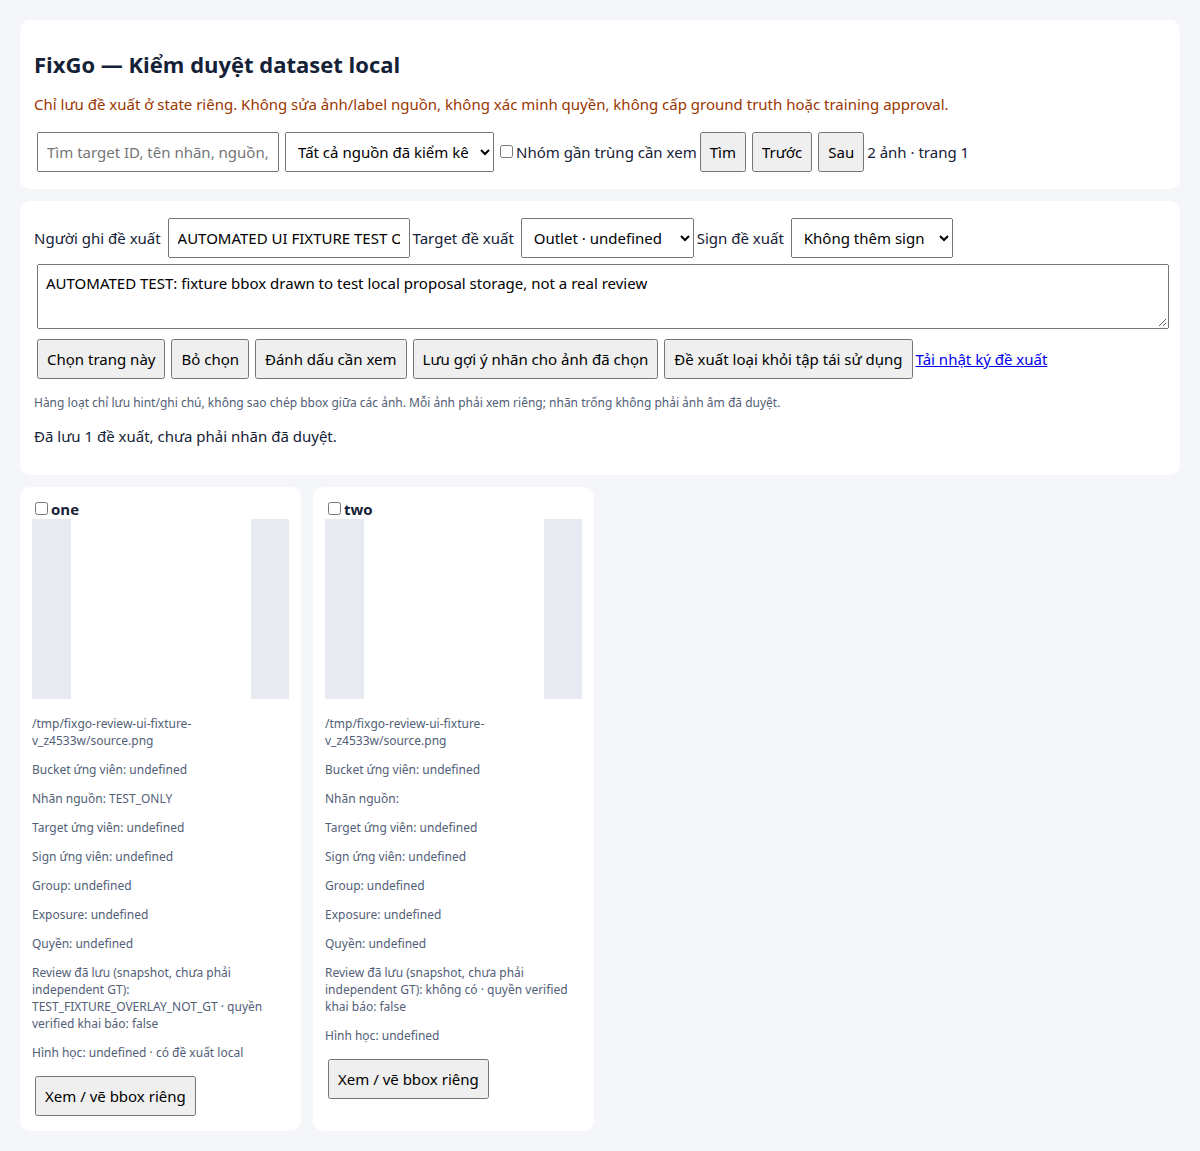 FixGo — Kiểm duyệt dataset local
Chỉ lưu đề xuất ở state riêng. Không sửa ảnh/label nguồn, không xác minh quyền, không cấp ground truth hoặc training approval.
Tìm target ID, tên nhãn, nguồn, Tất cả nguồn đã kiểm kê Nhóm gần trùng cần xem Tìm Trước Sau 2 ảnh · trang 1
Người ghi đề xuất AUTOMATED UI FIXTURE TEST C Target đề xuất Outlet · undefined Sign đề xuất Không thêm sign
AUTOMATED TEST: fixture bbox drawn to test local proposal storage, not a real review
Chọn trang này Bỏ chọn Đánh dấu cần xem Lưu gợi ý nhãn cho ảnh đã chọn Đề xuất loại khỏi tập tái sử dụng Tải nhật ký đề xuất
Hàng loạt chỉ lưu hint/ghi chú, không sao chép bbox giữa các ảnh. Mỗi ảnh phải xem riêng; nhãn trống không phải ảnh âm đã duyệt.
Đã lưu 1 đề xuất, chưa phải nhãn đã duyệt.
one
/tmp/fixgo-review-ui-fixture-
v_z4533w/source.png
Bucket ứng viên: undefined
Nhãn nguồn: TEST_ONLY
Target ứng viên: undefined
Sign ứng viên: undefined
Group: undefined
Exposure: undefined
Quyền: undefined
Review đã lưu (snapshot, chưa phải
independent GT):
TEST_FIXTURE_OVERLAY_NOT_GT · quyền
verified khai báo: false
Hình học: undefined · có đề xuất local
Xem / vẽ bbox riêng
two
/tmp/fixgo-review-ui-fixture-
v_z4533w/source.png
Bucket ứng viên: undefined
Nhãn nguồn:
Target ứng viên: undefined
Sign ứng viên: undefined
Group: undefined
Exposure: undefined
Quyền: undefined
Review đã lưu (snapshot, chưa phải
independent GT): không có · quyền verified
khai báo: false
Hình học: undefined
Xem / vẽ bbox riêng